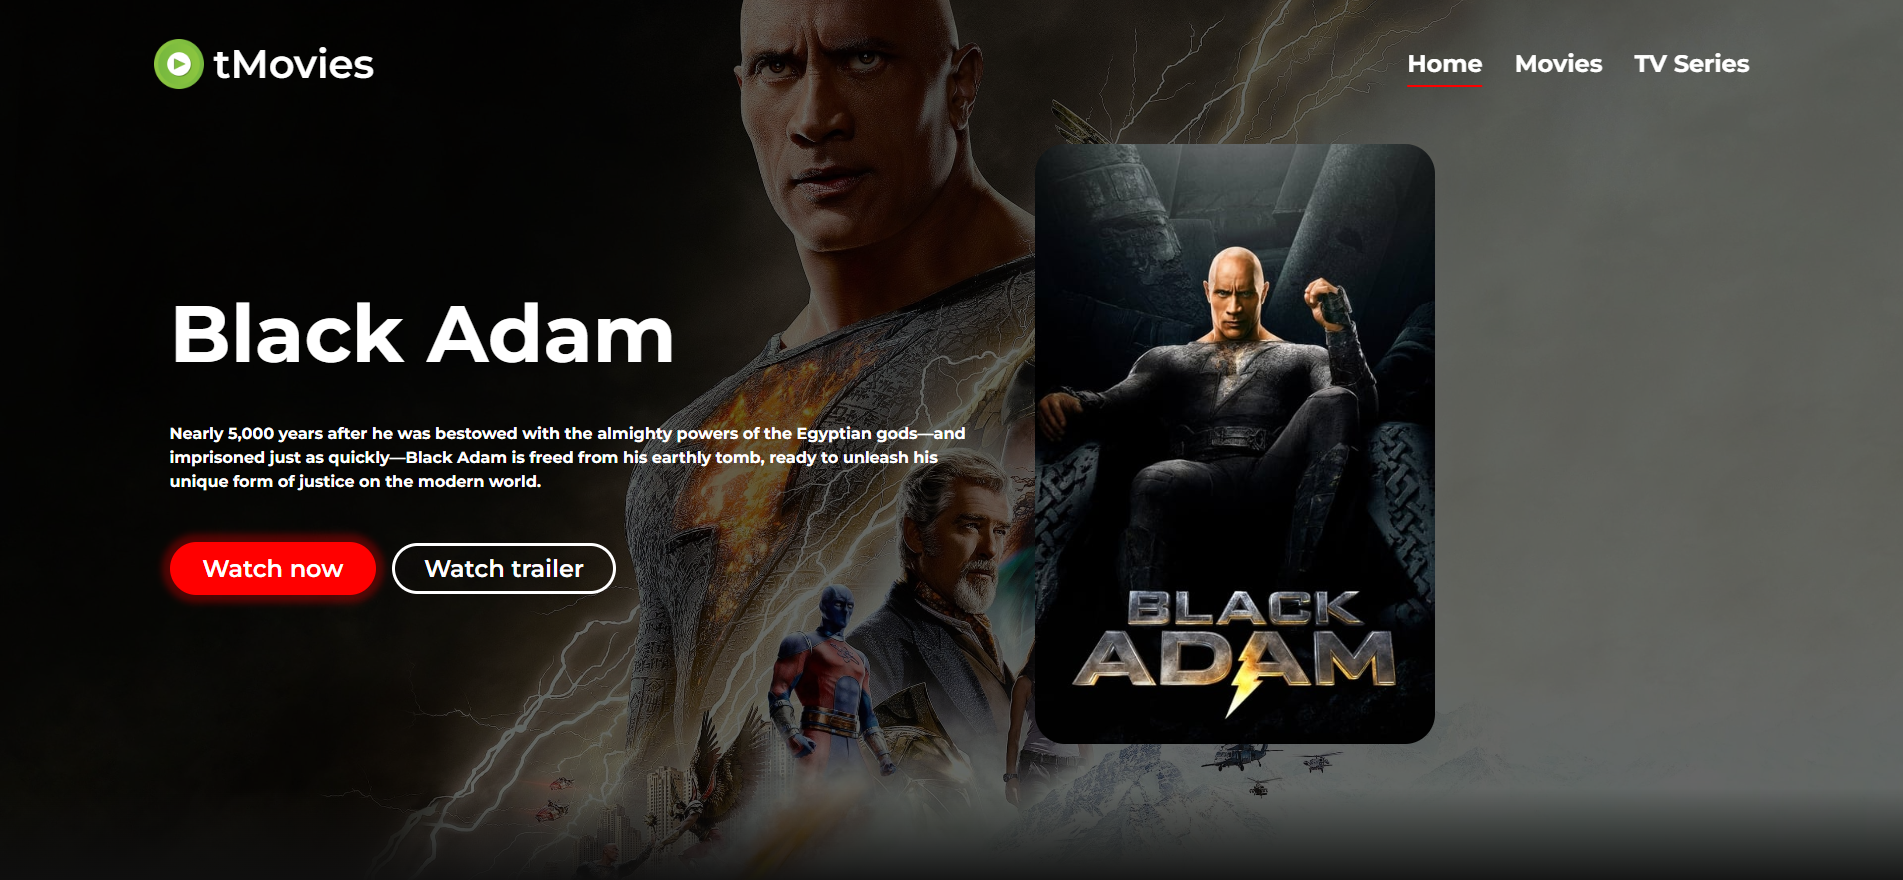 tMovies
Home
Movies
TV Series
Black Adam
Nearly 5,000 years after he was bestowed with the almighty powers of the Egyptian gods—and
imprisoned just as quickly—Black Adam is freed from his earthly tomb, ready to unleash his
unique form of justice on the modern world.
Watch now
Watch trailer
BLACK
ADAM